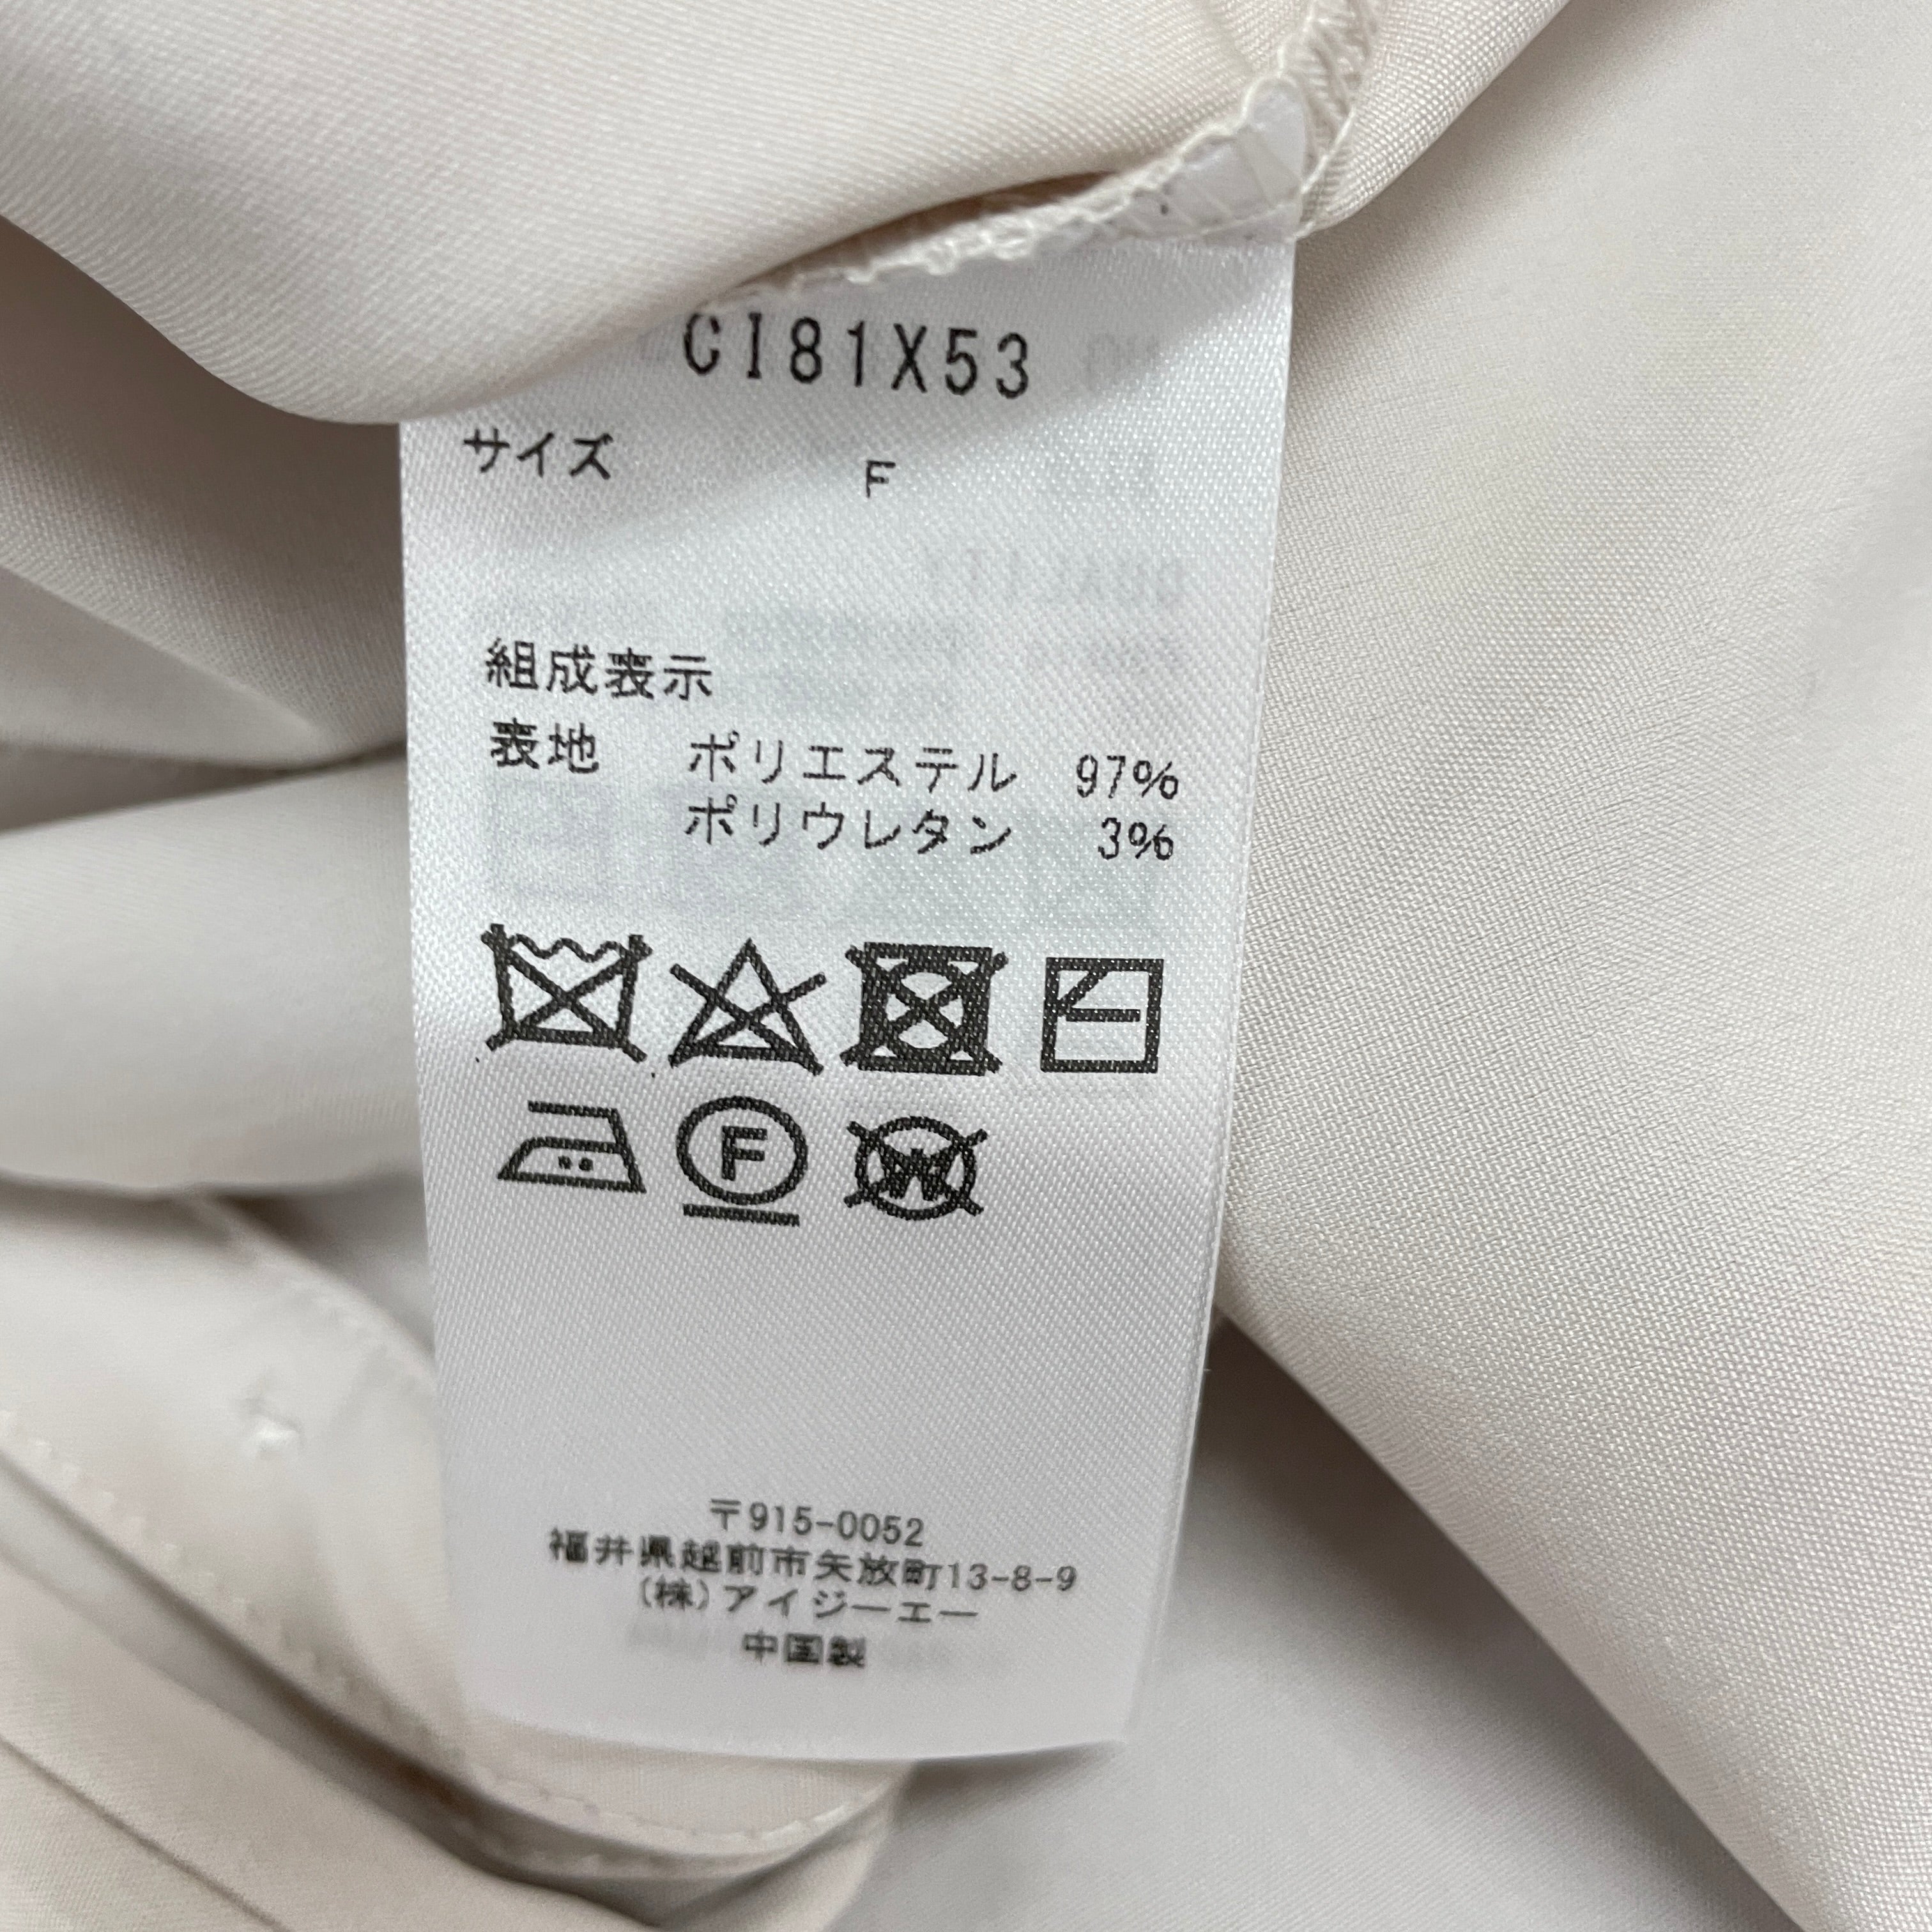 CI81X53
サイズ F
組成表示
表地 ポリエステル 97%
ポリウレタン 3%
F
W
〒915-0052
福井県越前市矢放町13-8-9
(株)アイジーエー
中国製